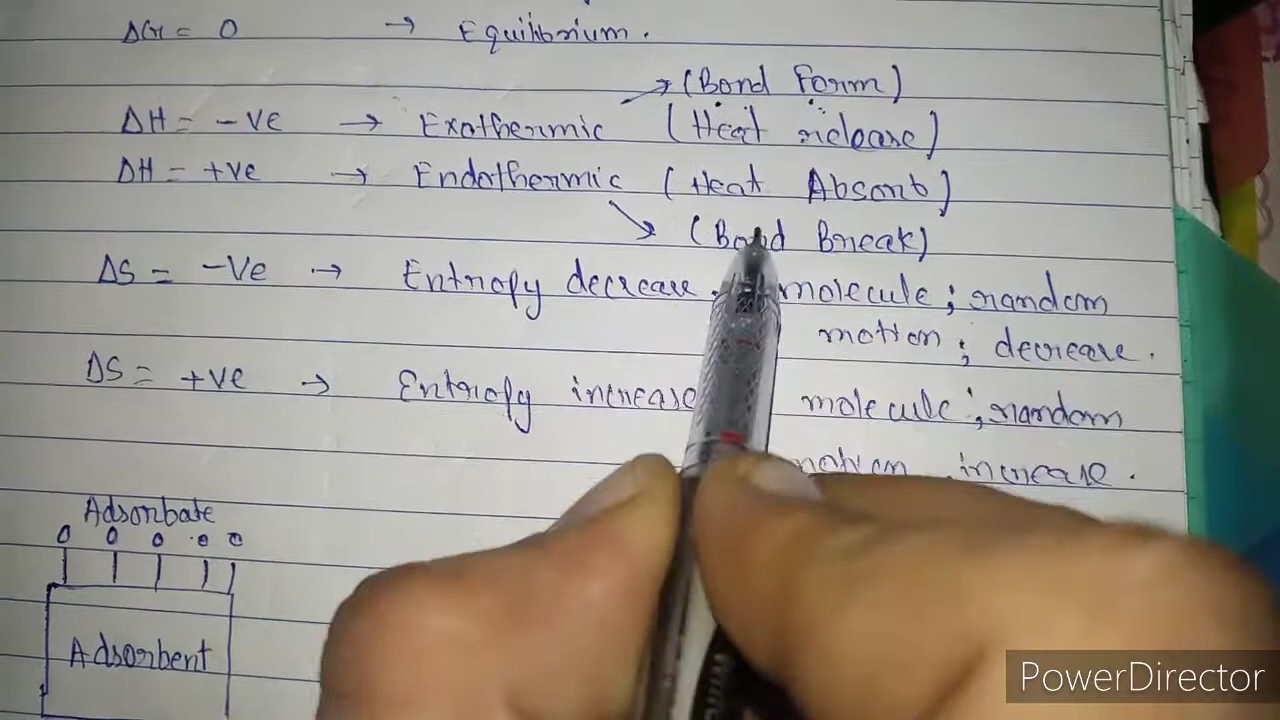 ΔG = 0 → Equilibrium.
→ (Bond Form)
ΔH = -ve → Exothermic (Heat release)
ΔH = +ve → Endothermic (Heat Absorb)
→ (Bond Break)
ΔS = -ve → Entropy decrease. molecule; random
motion; decrease.
ΔS = +ve → Entropy increase molecule; random
motion increase.
Adsorbate
Adsorbent
PowerDirector